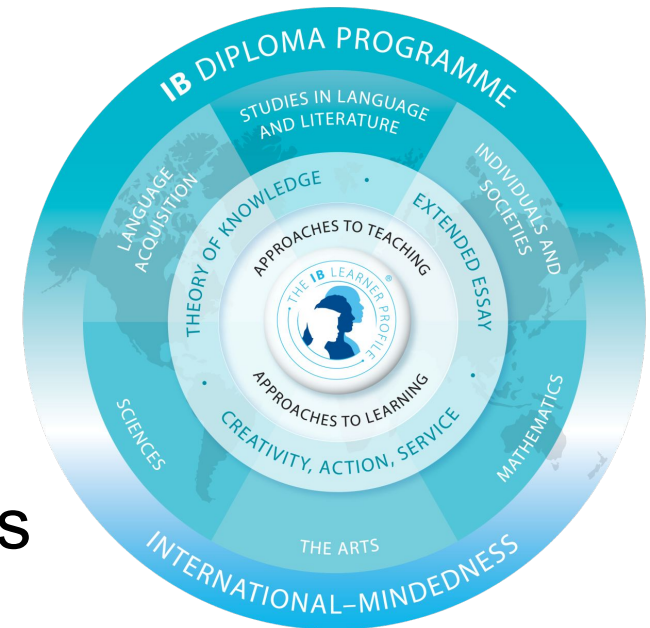 IB DIPLOMA PROGRAMME
STUDIES IN LANGUAGE
AND LITERATURE
LANGUAGE
ACQUISITION
INDIVIDUALS AND
SOCIETIES
THEORY OF KNOWLEDGE
EXTENDED ESSAY
APPROACHES TO TEACHING
THE IB LEARNER PROFILE
®
APPROACHES TO LEARNING
CREATIVITY, ACTION, SERVICE
SCIENCES
MATHEMATICS
THE ARTS
INTERNATIONAL–MINDEDNESS
s